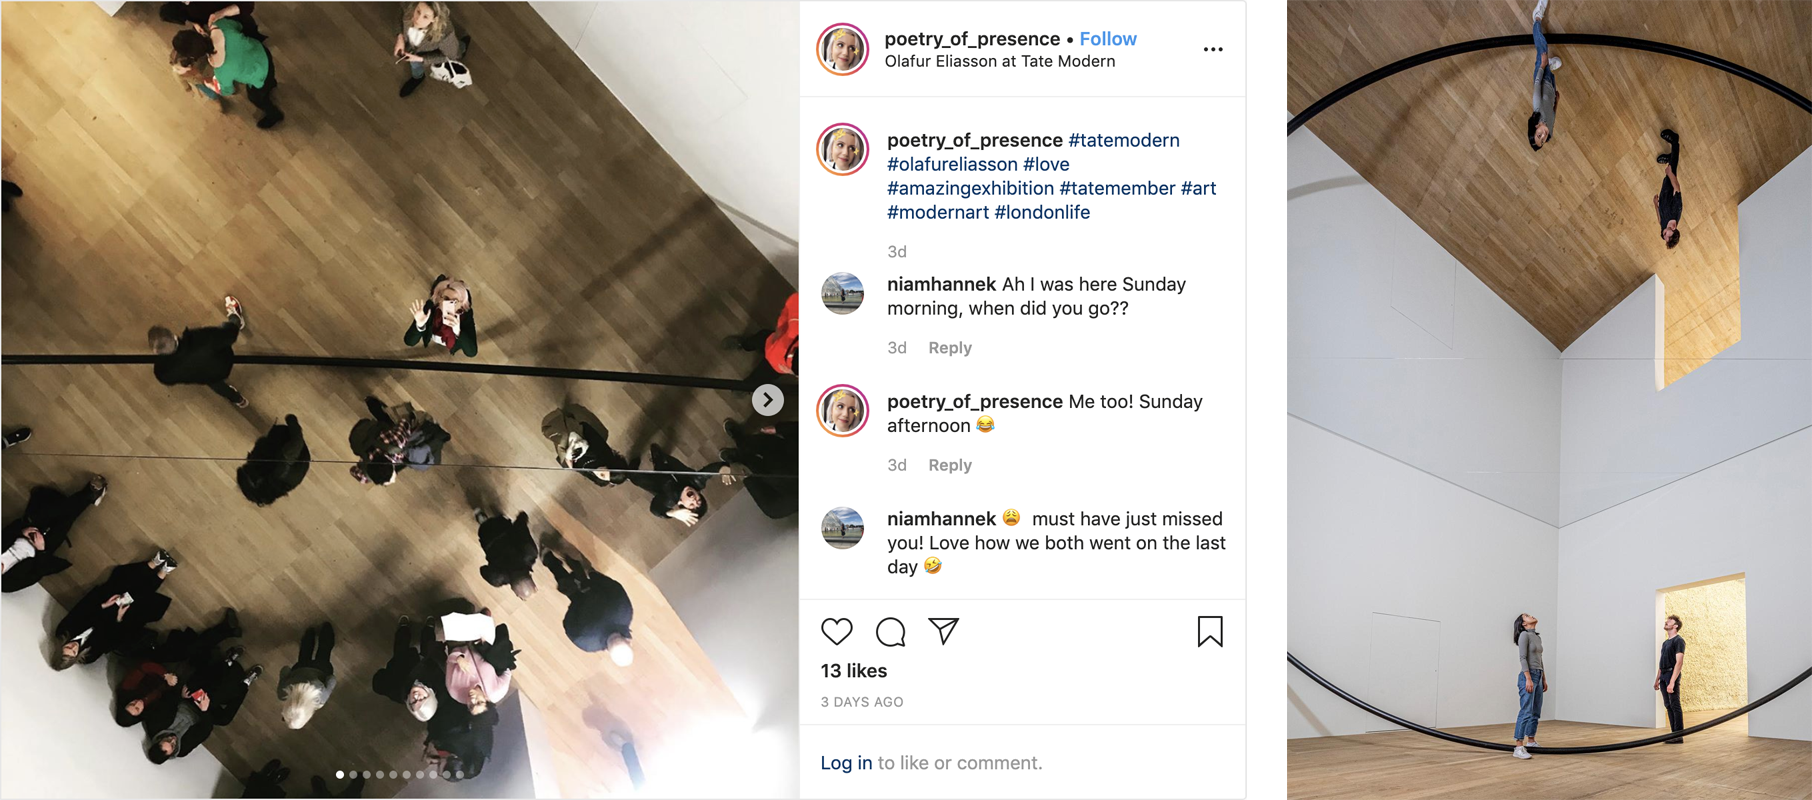 poetry_of_presence • Follow
Olafur Eliasson at Tate Modern
poetry_of_presence #tatemodern
#olafureliasson #love
#amazingexhibition #tatemember #art
#modernart #londonlife
3d
niamhannek Ah I was here Sunday
morning, when did you go??
3d Reply
poetry_of_presence Me too! Sunday
afternoon 😂
3d Reply
niamhannek 😩 must have just missed
you! Love how we both went on the last
day 🤣
13 likes
3 DAYS AGO
Log in to like or comment.